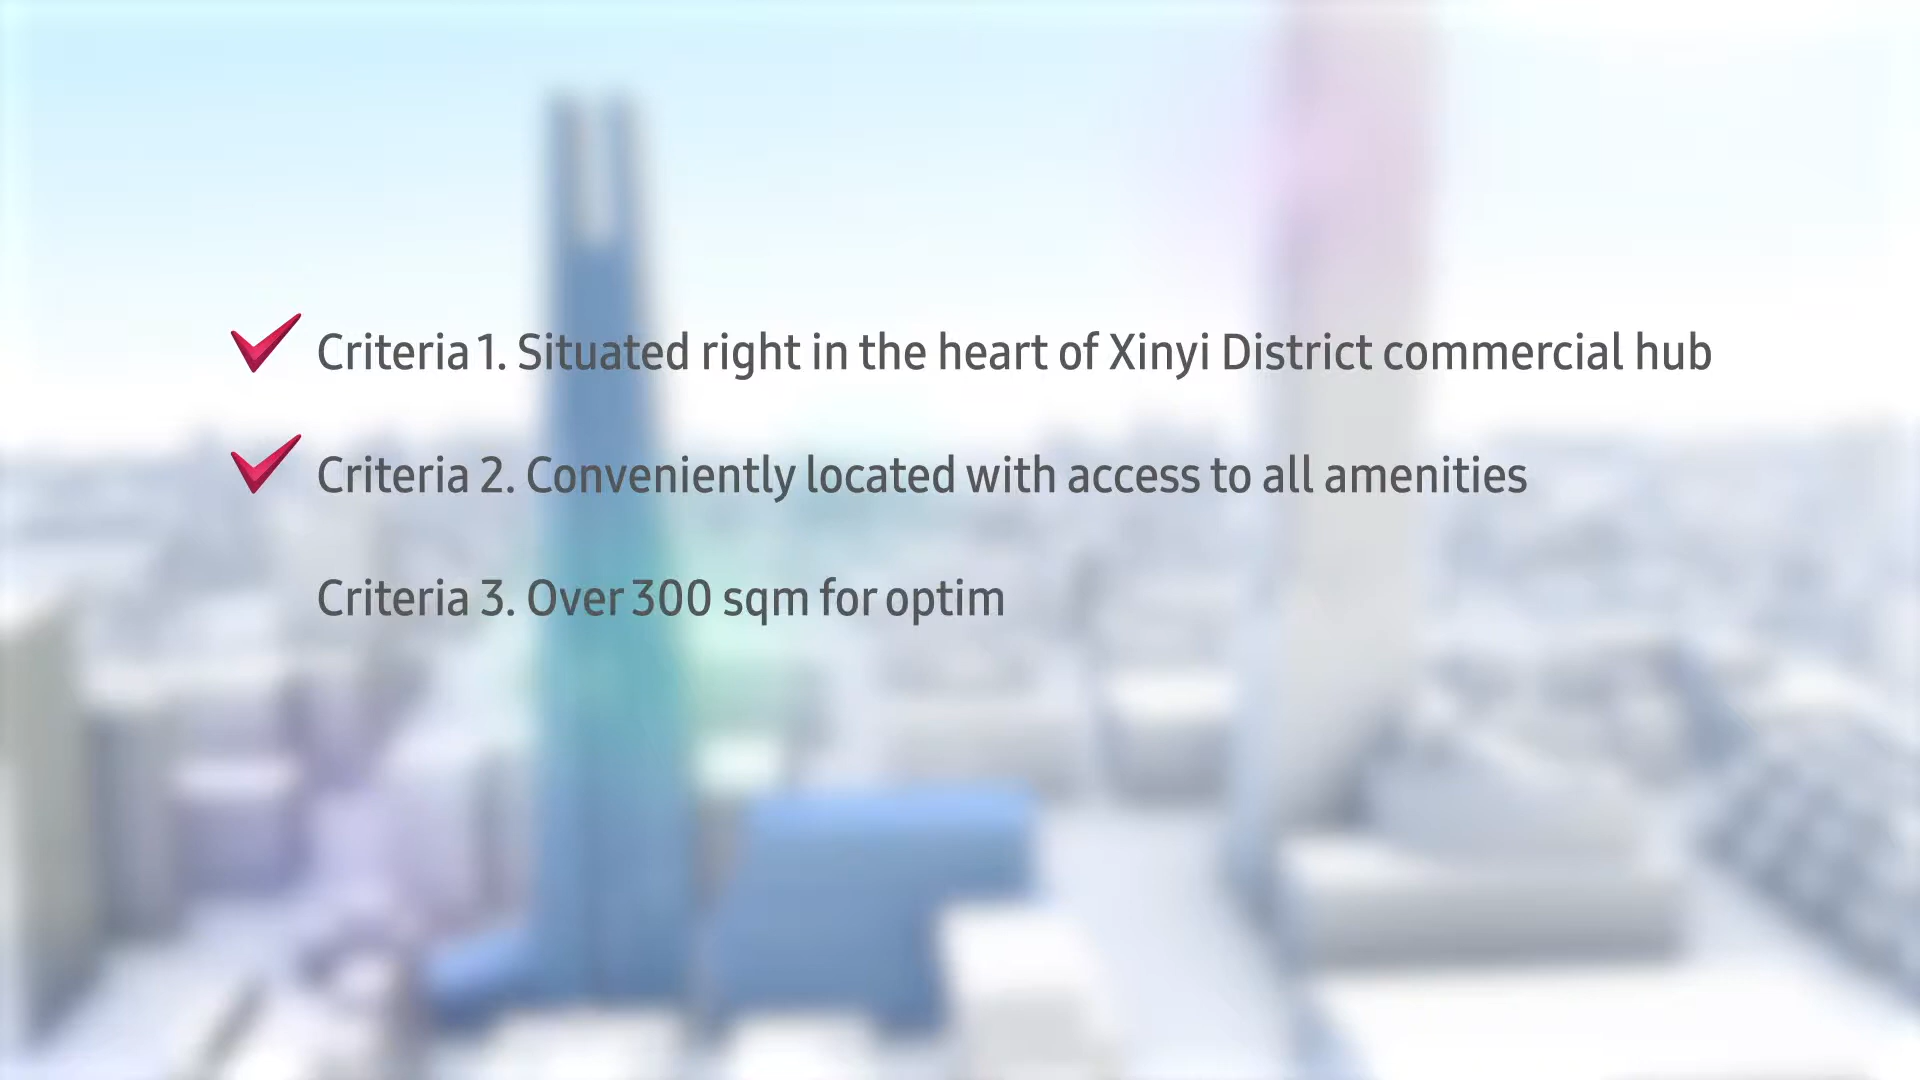 Criteria 1. Situated right in the heart of Xinyi District commercial hub
Criteria 2. Conveniently located with access to all amenities
Criteria 3. Over 300 sqm for optim